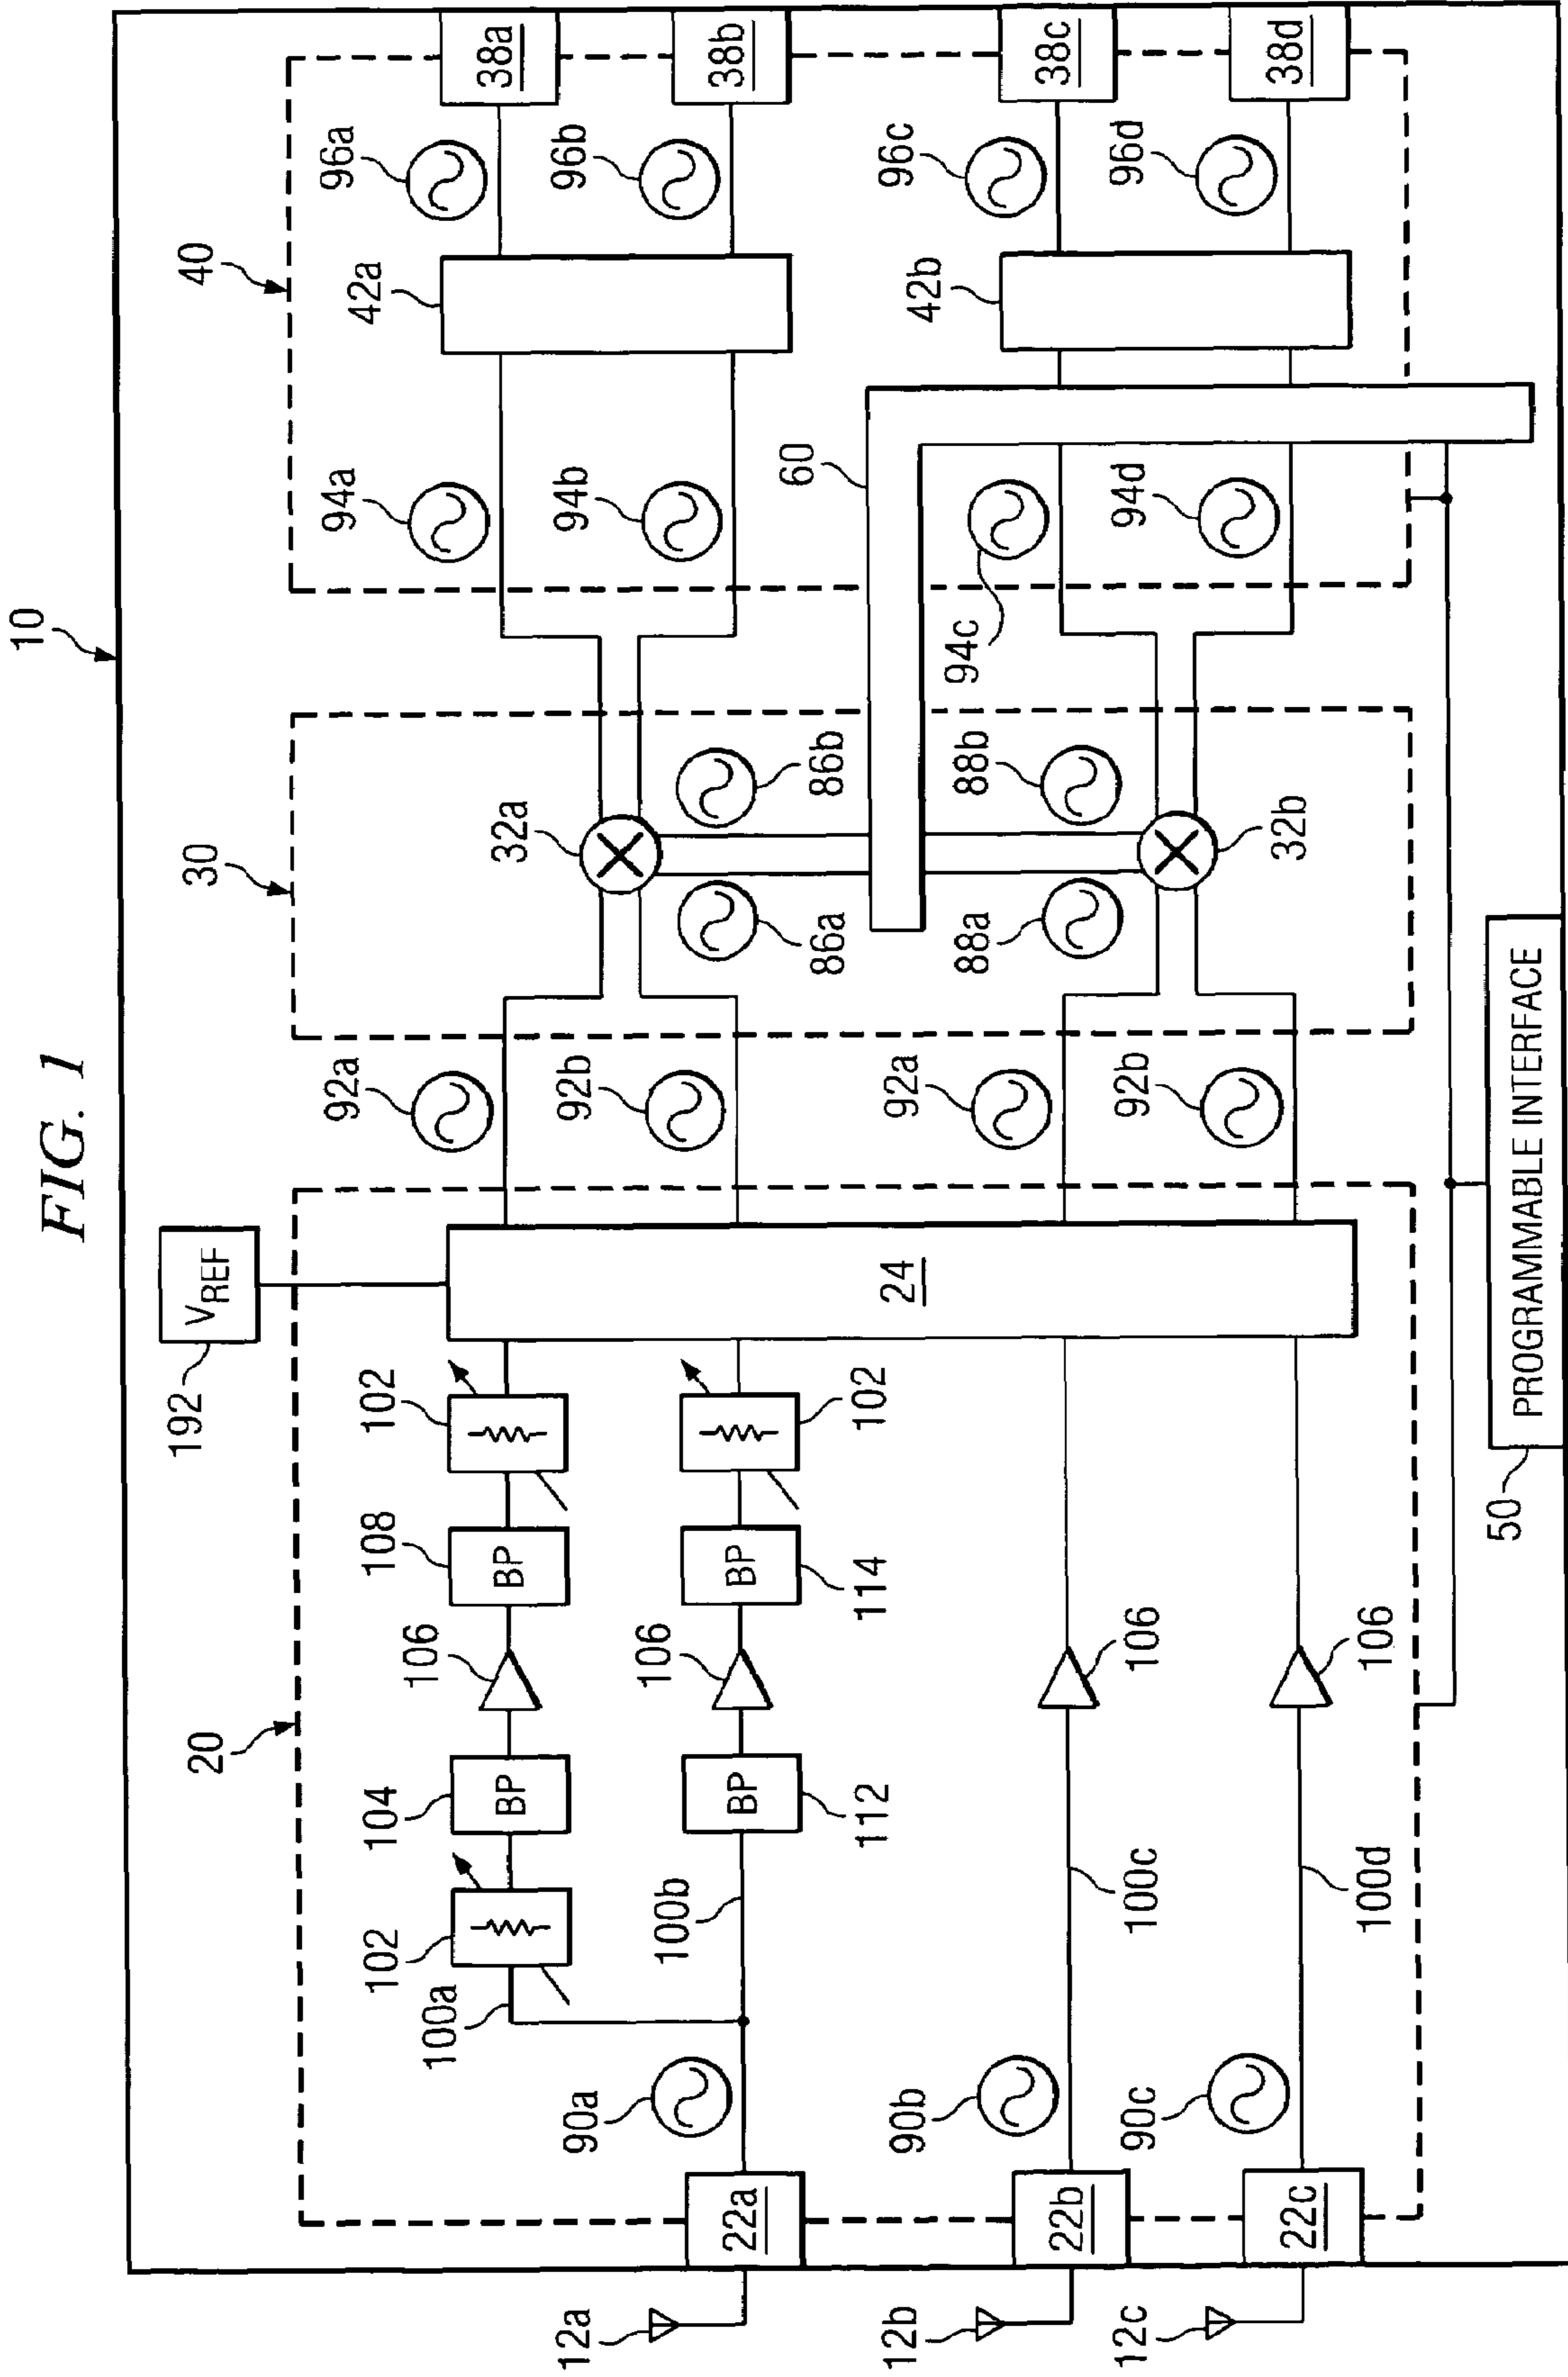 FIG. 1
10
20
30
40
192
V REF
102
108
106
104
102
100a
92a
32a
94a
42a
96a
38a
102
114
106
112
100b
90a
22a
12a
92b
86a
86b
94b
96b
38b
24
60
106
100c
90b
22b
12b
92a
88a
88b
94c
42b
96c
38c
106
100d
90c
22c
12c
92b
32b
94d
96d
38d
BP
BP
BP
BP
50
PROGRAMMABLE INTERFACE